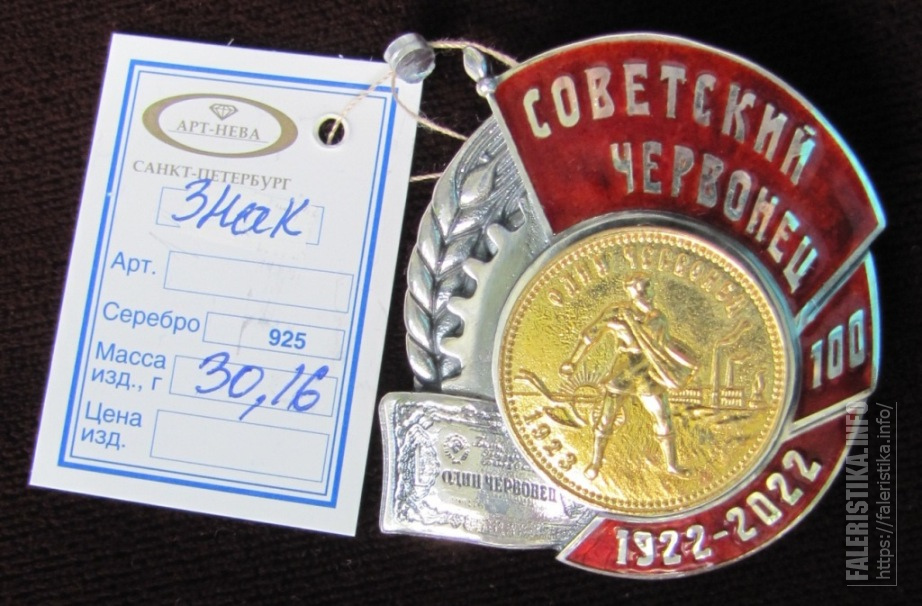 АРТ-НЕВА
САНКТ-ПЕТЕРБУРГ
Знак
Арт.
Серебро 925
Масса
изд., г 30,16
Цена
изд.
СОВЕТСКИЙ
ЧЕРВОНЕЦ
100
1922-2022
ОДИН ЧЕРВОНЕЦ
1923
ОДИН ЧЕРВОНЕЦ
FALERISTIKA.INFO
https://faleristika.info/